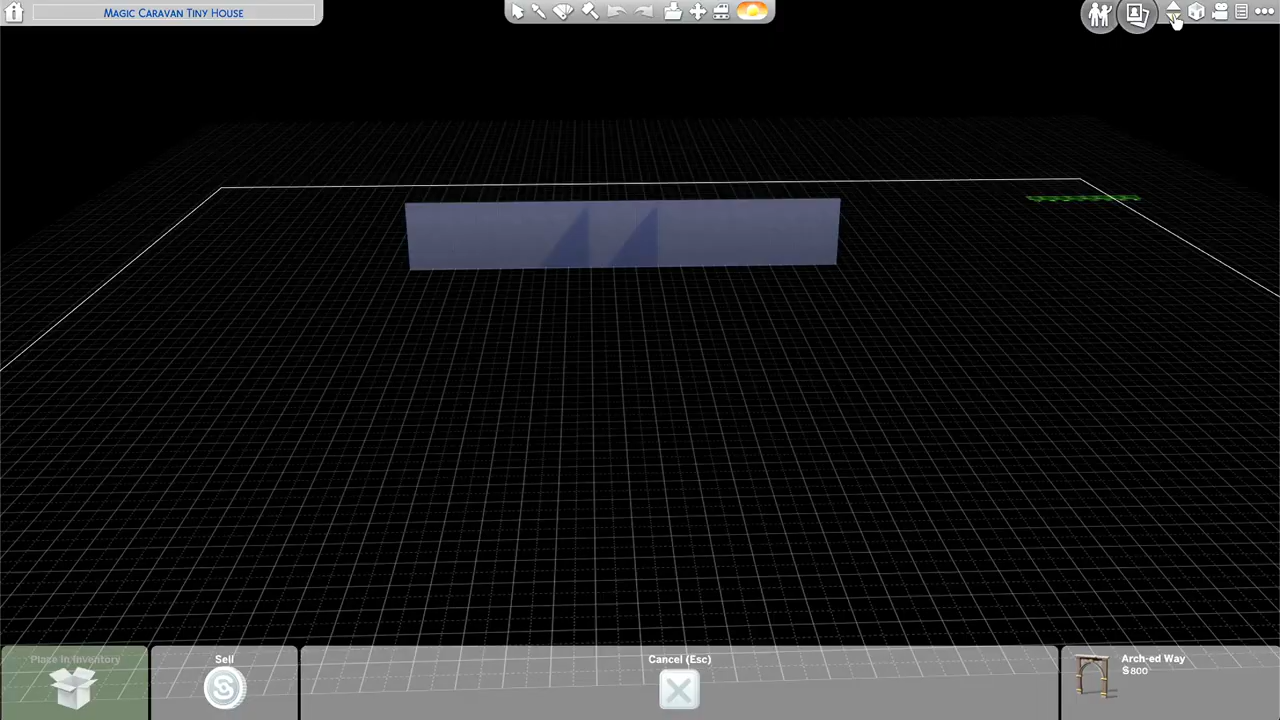 MAGIC CARAVAN TINY HOUSE
Place in Inventory
Sell
Cancel (Esc)
Arch-ed Way
§800